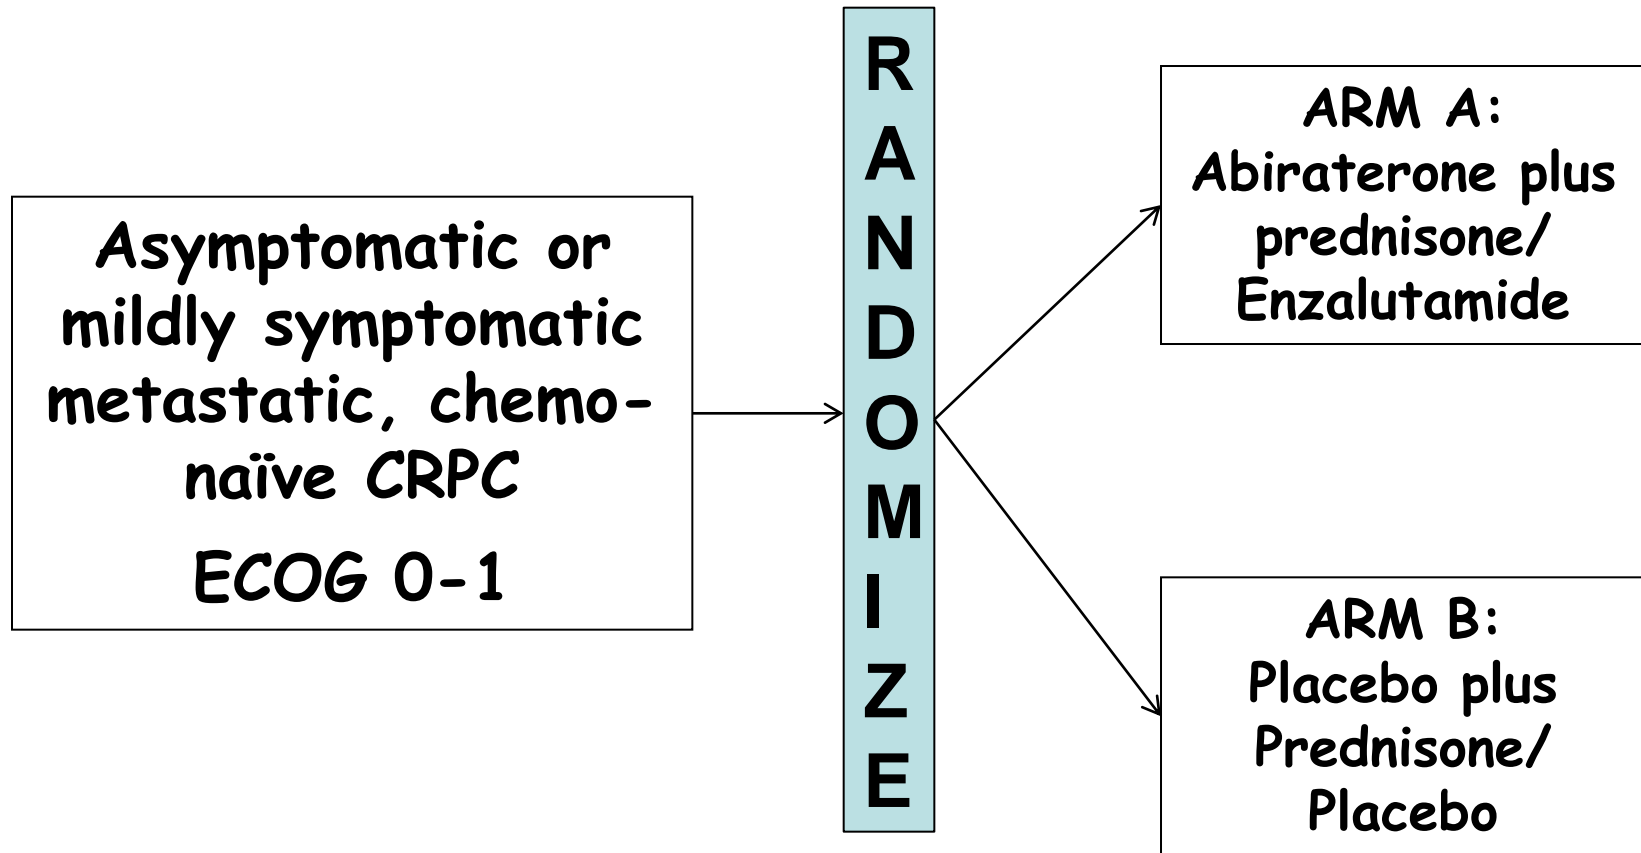 Asymptomatic or
mildly symptomatic
metastatic, chemo-
naïve CRPC
ECOG 0-1
R
A
N
D
O
M
I
Z
E
ARM A:
Abiraterone plus
prednisone/
Enzalutamide
ARM B:
Placebo plus
Prednisone/
Placebo